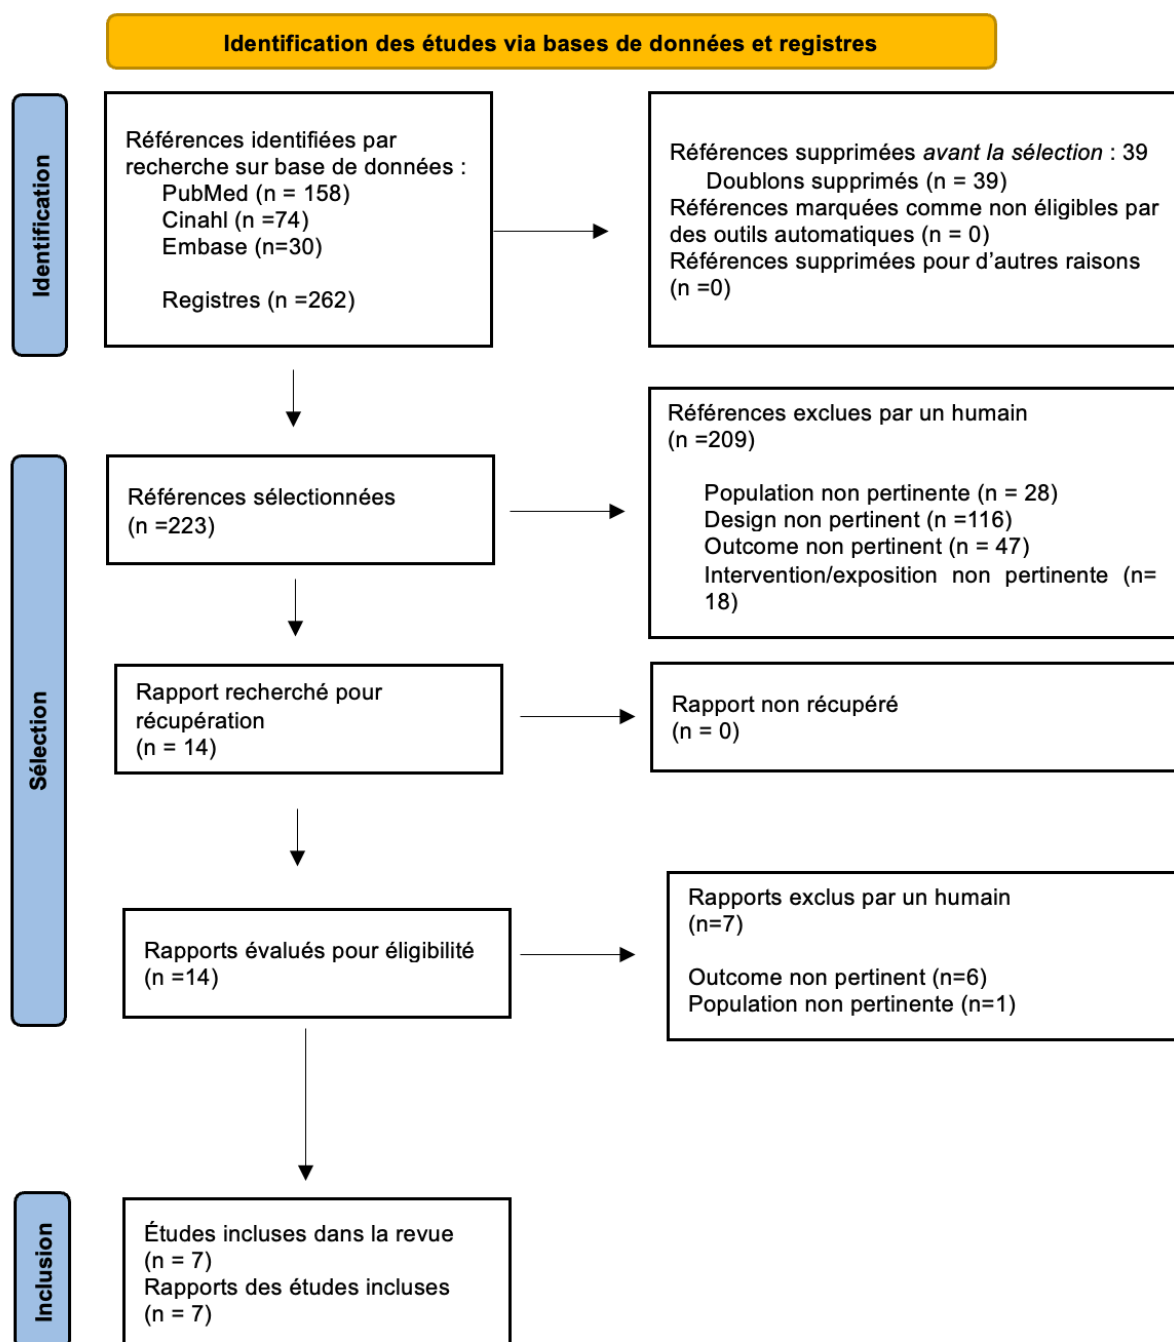 Identification des études via bases de données et registres
Identification
Références identifiées par
recherche sur base de données :
PubMed (n = 158)
Cinahl (n =74)
Embase (n=30)
Registres (n =262)
Références supprimées avant la sélection : 39
Doublons supprimés (n = 39)
Références marquées comme non éligibles par
des outils automatiques (n = 0)
Références supprimées pour d'autres raisons
(n =0)
Sélection
Références sélectionnées
(n =223)
Références exclues par un humain
(n =209)
Population non pertinente (n = 28)
Design non pertinent (n =116)
Outcome non pertinent (n = 47)
Intervention/exposition non pertinente (n=
18)
Rapport recherché pour
récupération
(n = 14)
Rapport non récupéré
(n = 0)
Rapports évalués pour éligibilité
(n =14)
Rapports exclus par un humain
(n=7)
Outcome non pertinent (n=6)
Population non pertinente (n=1)
Inclusion
Études incluses dans la revue
(n = 7)
Rapports des études incluses
(n = 7)